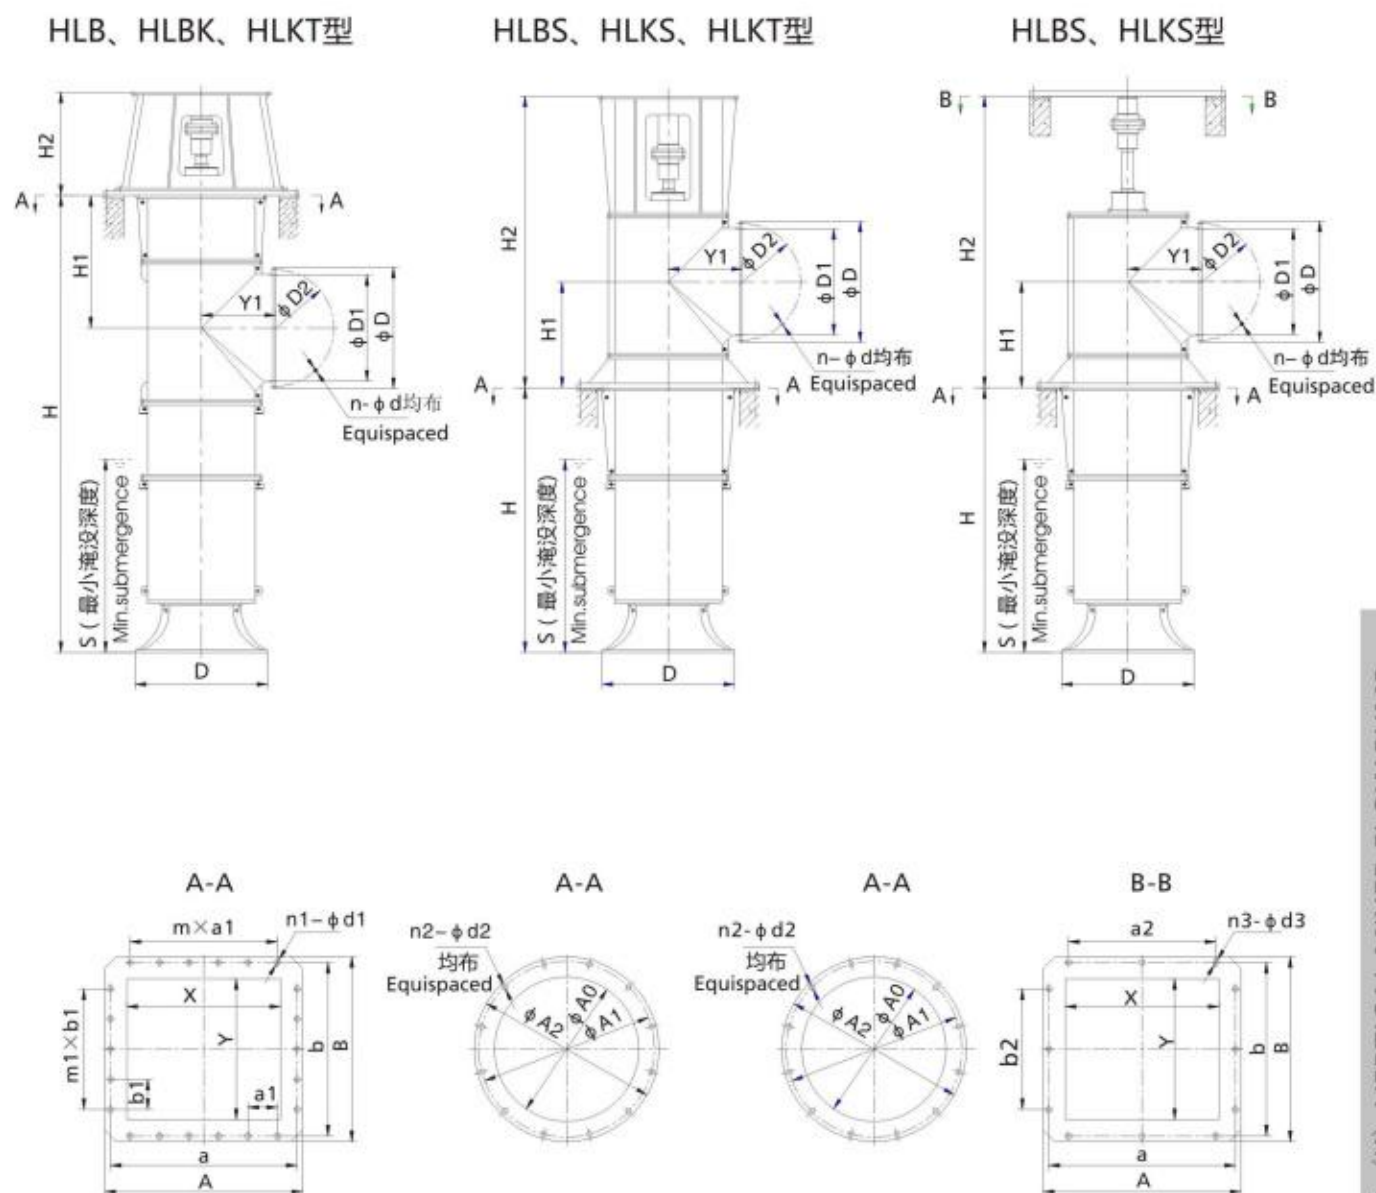 HLB、HLBK、HLKT型
HLBS、HLKS、HLKT型
HLBS、HLKS型
H2
A
A
H1
H
Y1
ϕD2
ϕD1
ϕD
n-ϕd均布
Equispaced
S(最小淹没深度)
Min.submergence
D
H2
H1
A
A
H
Y1
ϕD2
ϕD1
ϕD
n-ϕd均布
Equispaced
S(最小淹没深度)
Min.submergence
D
B
B
H2
H1
A
A
H
Y1
ϕD2
ϕD1
ϕD
n-ϕd均布
Equispaced
S(最小淹没深度)
Min.submergence
D
A-A
m×a1
n1-ϕd1
X
Y
m1×b1
b1
a1
b
B
a
A
A-A
n2-ϕd2
均布
Equispaced
ϕA0
ϕA2
ϕA1
A-A
n2-ϕd2
均布
Equispaced
ϕA0
ϕA2
ϕA1
B-B
a2
n3-ϕd3
X
Y
b2
b
B
a
A